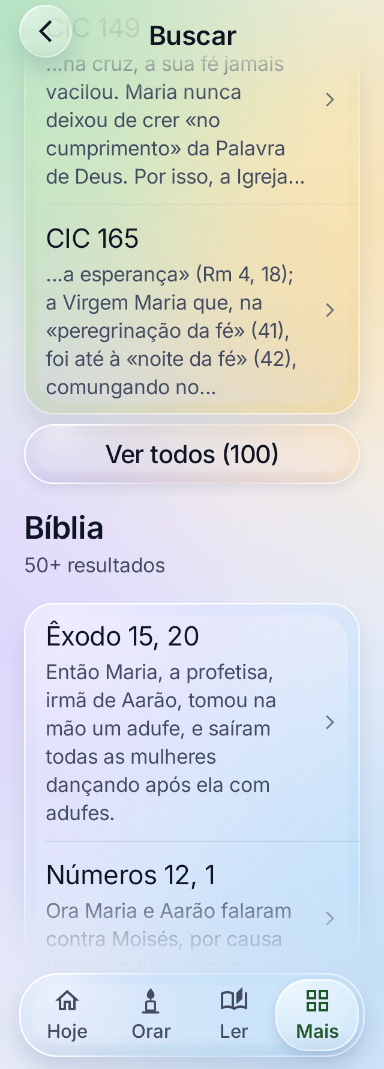 CIC 149
Buscar
...na cruz, a sua fé jamais
vacilou. Maria nunca
deixou de crer «no
cumprimento» da Palavra
de Deus. Por isso, a Igreja...
CIC 165
...a esperança» (Rm 4, 18);
a Virgem Maria que, na
«peregrinação da fé» (41),
foi até à «noite da fé» (42),
comungando no...
Ver todos (100)
Bíblia
50+ resultados
Êxodo 15, 20
Então Maria, a profetisa,
irmã de Aarão, tomou na
mão um adufe, e saíram
todas as mulheres
dançando após ela com
adufes.
Números 12, 1
Ora Maria e Aarão falaram
contra Moisés, por causa
Hoje
Orar
Ler
Mais